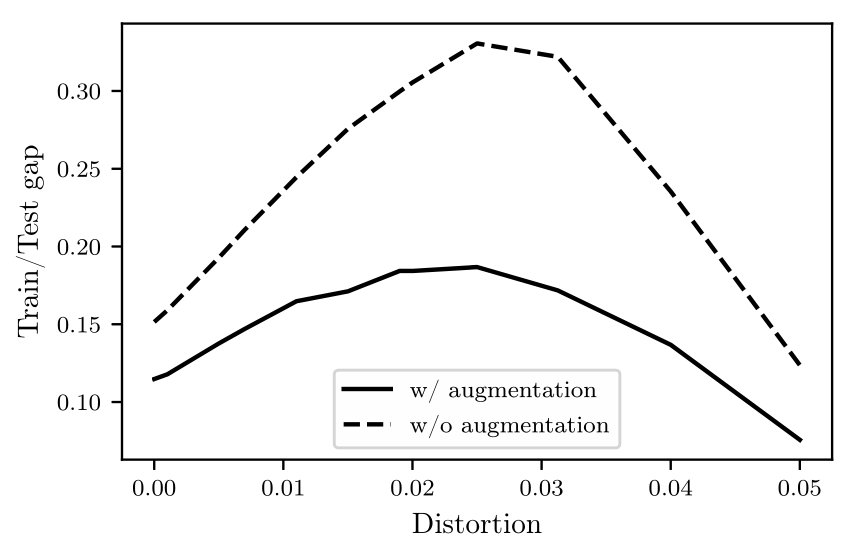 Train/Test gap
0.30
0.25
0.20
0.15
0.10
w/ augmentation
w/o augmentation
0.00 0.01 0.02 0.03 0.04 0.05
Distortion